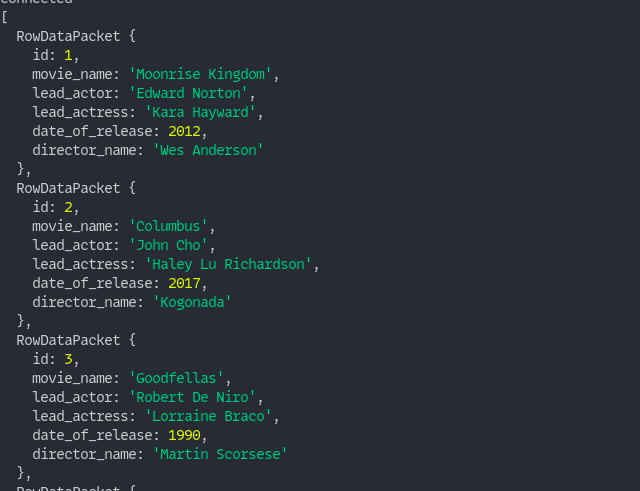 connected
[
  RowDataPacket {
    id: 1,
    movie_name: 'Moonrise Kingdom',
    lead_actor: 'Edward Norton',
    lead_actress: 'Kara Hayward',
    date_of_release: 2012,
    director_name: 'Wes Anderson'
  },
  RowDataPacket {
    id: 2,
    movie_name: 'Columbus',
    lead_actor: 'John Cho',
    lead_actress: 'Haley Lu Richardson',
    date_of_release: 2017,
    director_name: 'Kogonada'
  },
  RowDataPacket {
    id: 3,
    movie_name: 'Goodfellas',
    lead_actor: 'Robert De Niro',
    lead_actress: 'Lorraine Braco',
    date_of_release: 1990,
    director_name: 'Martin Scorsese'
  },
  RowDataPacket {